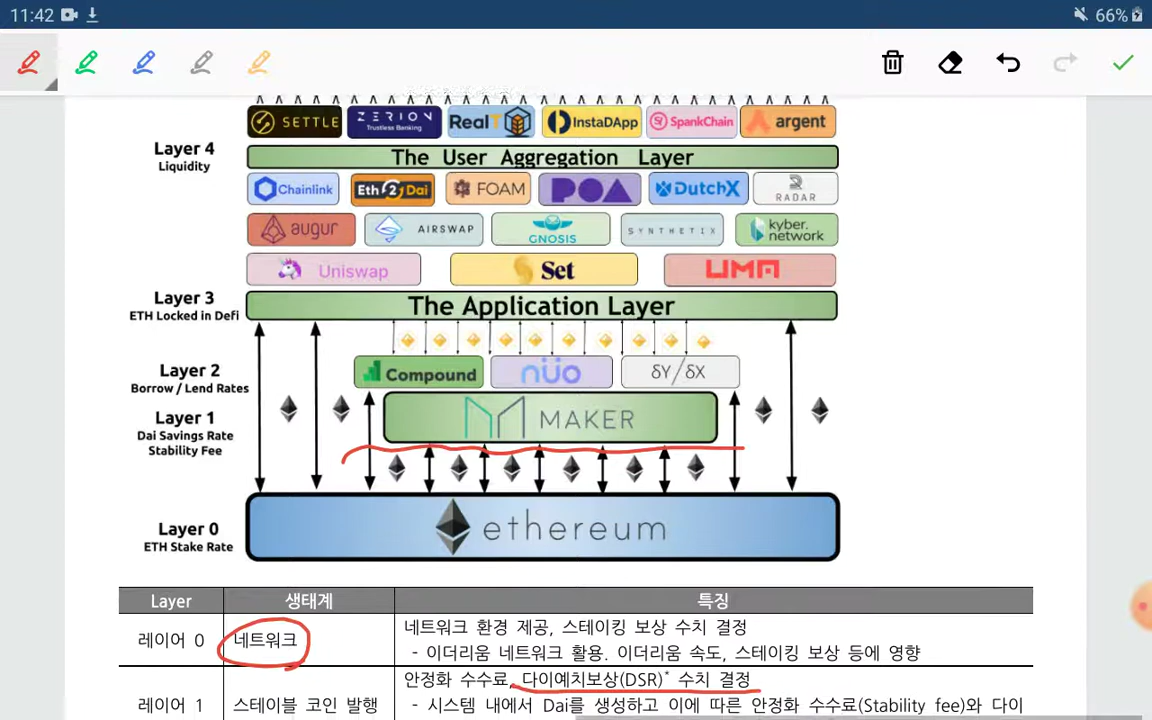 11:42 66%
SETTLE ZERION Trustless Banking RealT InstaDApp SpankChain argent
Layer 4 Liquidity
The User Aggregation Layer
Chainlink Eth2Dai FOAM POA DutchX RADAR
augur AIRSWAP GNOSIS SYNTHETIX kyber.network
Uniswap Set UMA
Layer 3 ETH Locked in Defi
The Application Layer
Layer 2 Borrow / Lend Rates
Compound nüo δY/δX
Layer 1 Dai Savings Rate Stability Fee
MAKER
Layer 0 ETH Stake Rate
ethereum
Layer 생태계 특징
레이어 0 네트워크 네트워크 환경 제공, 스테이킹 보상 수치 결정
- 이더리움 네트워크 활용. 이더리움 속도, 스테이킹 보상 등에 영향
안정화 수수료, 다이예치보상(DSR)* 수치 결정
레이어 1 스테이블 코인 발행 - 시스템 내에서 Dai를 생성하고 이에 따른 안정화 수수료(Stability fee)와 다이